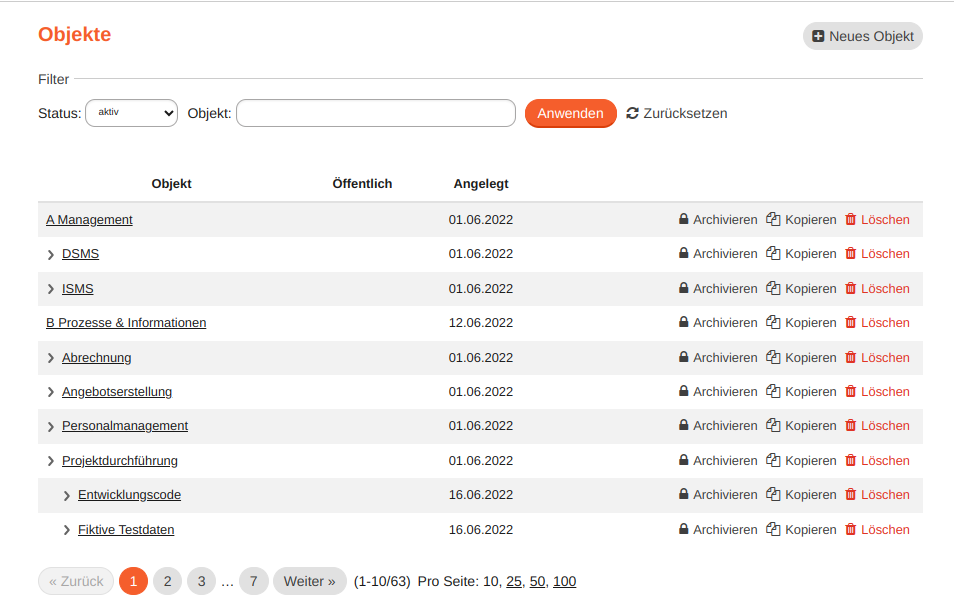 Objekte
Neues Objekt
Filter
Status: aktiv Objekt: Anwenden Zurücksetzen
Objekt Öffentlich Angelegt
A Management 01.06.2022 Archivieren Kopieren Löschen
DSMS 01.06.2022 Archivieren Kopieren Löschen
ISMS 01.06.2022 Archivieren Kopieren Löschen
B Prozesse & Informationen 12.06.2022 Archivieren Kopieren Löschen
Abrechnung 01.06.2022 Archivieren Kopieren Löschen
Angebotserstellung 01.06.2022 Archivieren Kopieren Löschen
Personalmanagement 01.06.2022 Archivieren Kopieren Löschen
Projektdurchführung 01.06.2022 Archivieren Kopieren Löschen
Entwicklungscode 16.06.2022 Archivieren Kopieren Löschen
Fiktive Testdaten 16.06.2022 Archivieren Kopieren Löschen
« Zurück 1 2 3 ... 7 Weiter » (1-10/63) Pro Seite: 10, 25, 50, 100